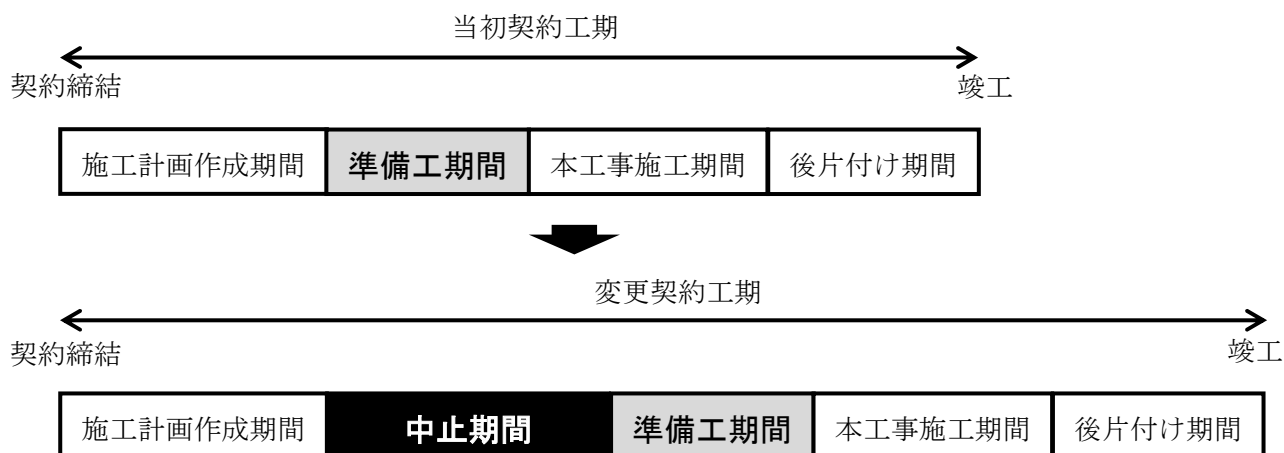 当初契約工期
契約締結 竣工
施工計画作成期間 準備工期間 本工事施工期間 後片付け期間
変更契約工期
契約締結 竣工
施工計画作成期間 中止期間 準備工期間 本工事施工期間 後片付け期間